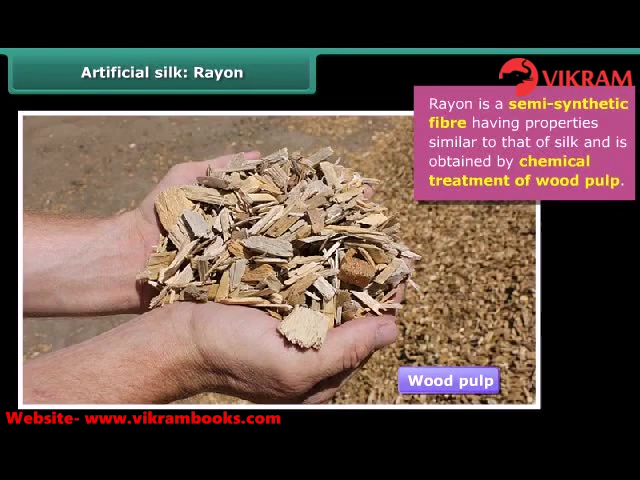 Artificial silk: Rayon
VIKRAM
Rayon is a semi-synthetic
fibre having properties
similar to that of silk and is
obtained by chemical
treatment of wood pulp.
Wood pulp
Website- www.vikrambooks.com